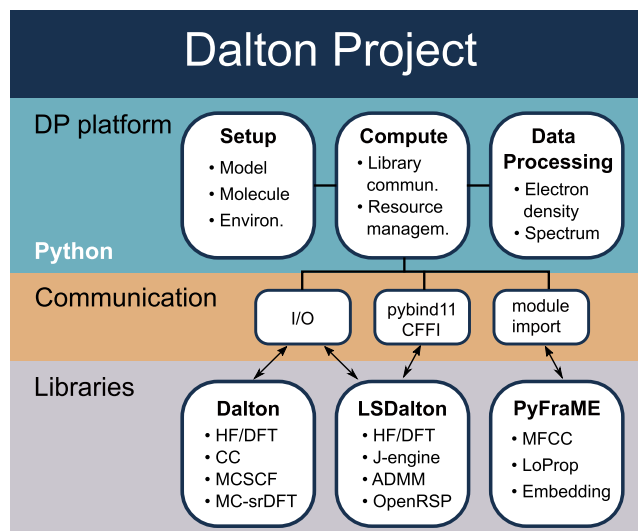 Dalton Project
DP platform
Setup
• Model
• Molecule
• Environ.
Compute
• Library
commun.
• Resource
managem.
Data
Processing
• Electron
density
• Spectrum
Python
Communication
I/O
pybind11
CFFI
module
import
Libraries
Dalton
• HF/DFT
• CC
• MCSCF
• MC-srDFT
LSDalton
• HF/DFT
• J-engine
• ADMM
• OpenRSP
PyFraME
• MFCC
• LoProp
• Embedding